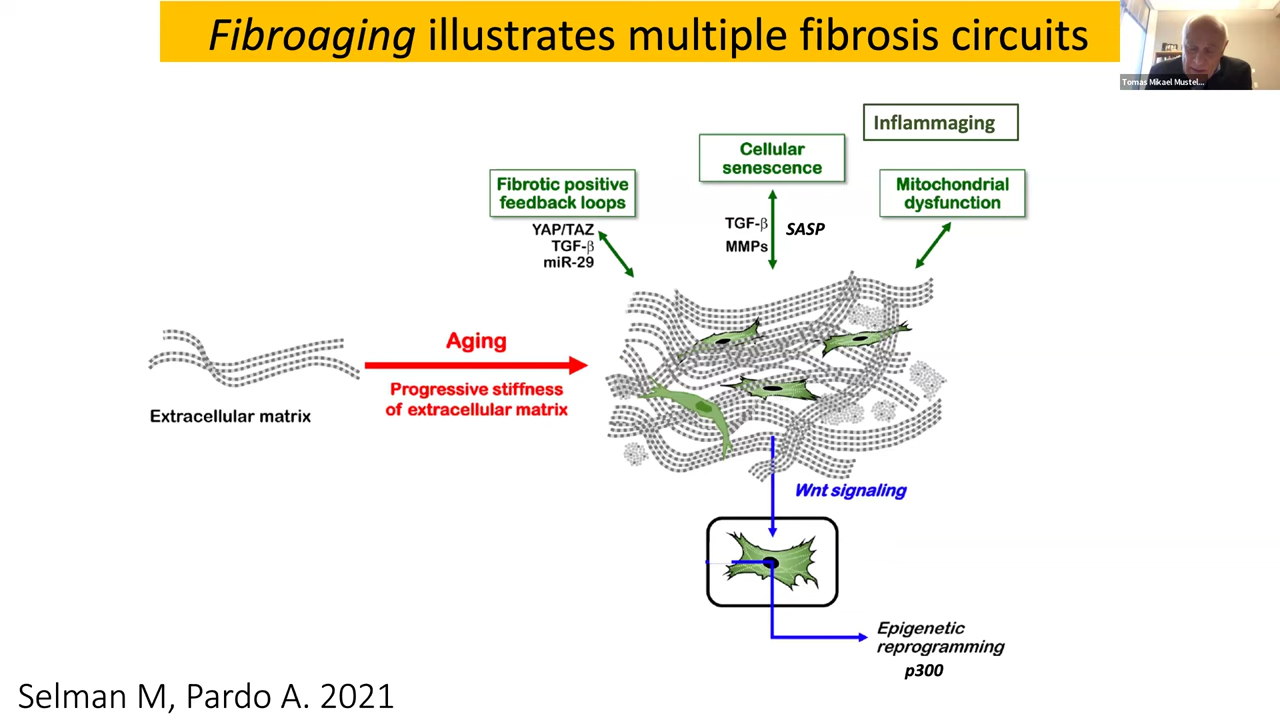 Fibroaging illustrates multiple fibrosis circuits
Tomas Mikael Mustel...
Inflammaging
Cellular
senescence
Fibrotic positive
feedback loops
Mitochondrial
dysfunction
YAP/TAZ
TGF-β
miR-29
TGF-β
MMPs
SASP
Aging
Progressive stiffness
of extracellular matrix
Extracellular matrix
Wnt signaling
Epigenetic
reprogramming
p300
Selman M, Pardo A. 2021